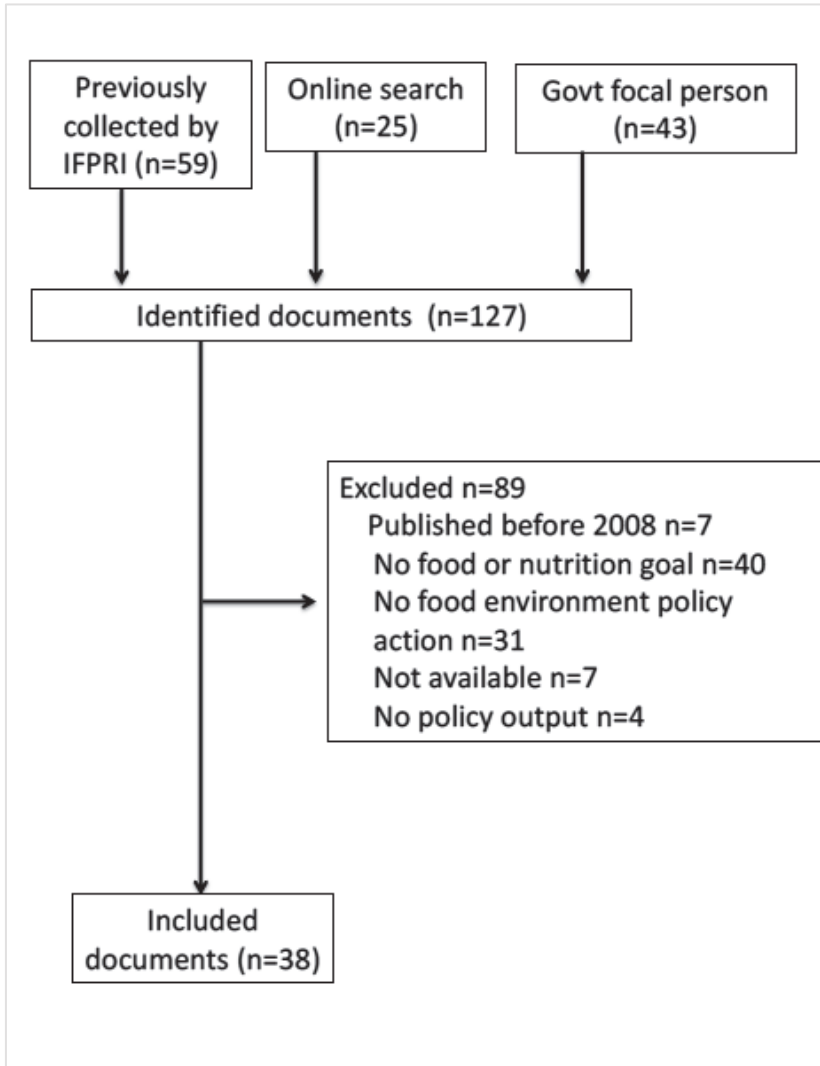 Previously
collected by
IFPRI (n=59)
Online search
(n=25)
Govt focal person
(n=43)
Identified documents (n=127)
Excluded n=89
Published before 2008 n=7
No food or nutrition goal n=40
No food environment policy
action n=31
Not available n=7
No policy output n=4
Included
documents (n=38)